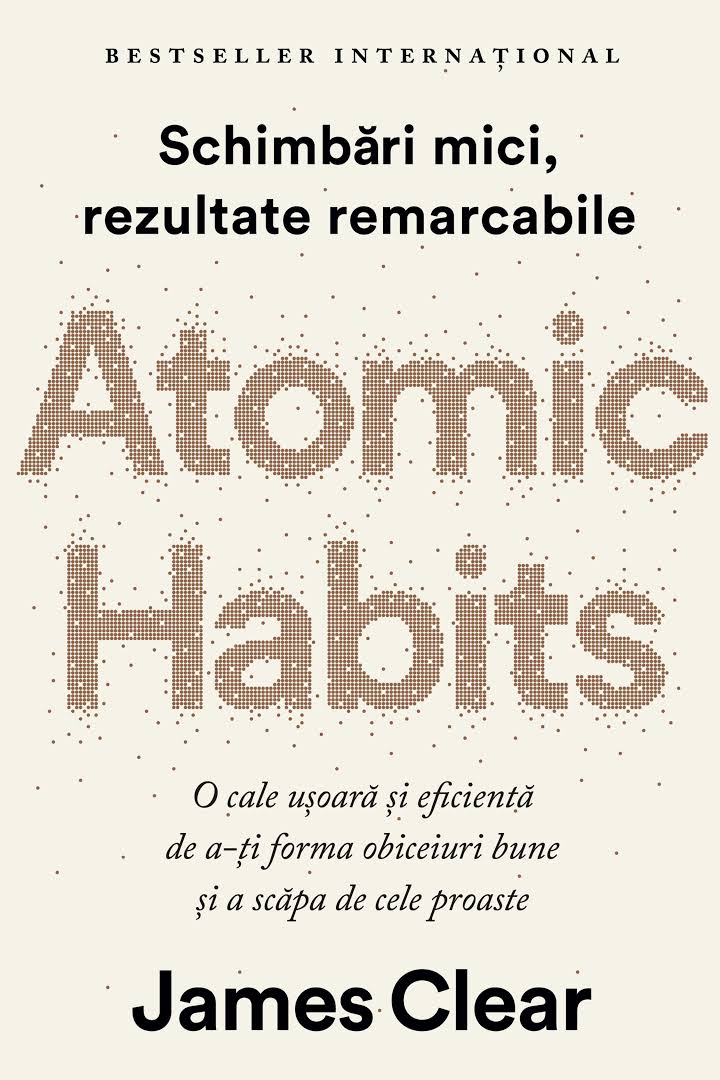 BESTSELLER INTERNAȚIONAL
Schimbări mici,
rezultate remarcabile
Atomic
Habits
O cale ușoară și eficientă
de a-ți forma obiceiuri bune
și a scăpa de cele proaste
James Clear